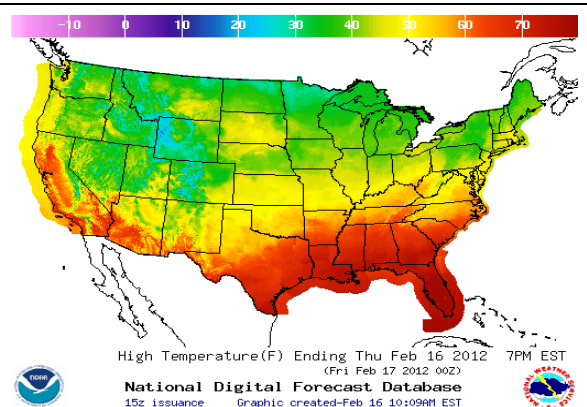 -10 0 10 20 30 40 50 60 70
High Temperature(F) Ending Thu Feb 16 2012 7PM EST
(Fri Feb 17 2012 00Z)
National Digital Forecast Database
15z issuance Graphic created-Feb 16 10:09AM EST
NOAA